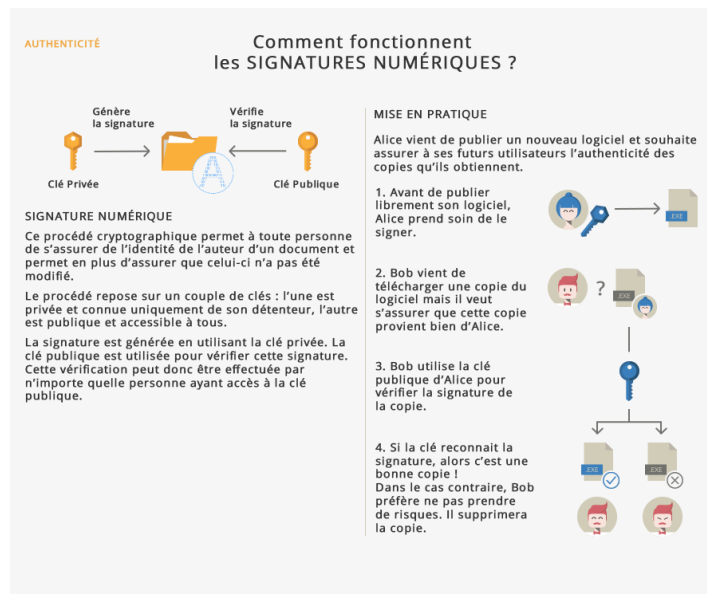 AUTHENTICITÉ
Comment fonctionnent
les SIGNATURES NUMÉRIQUES ?
Génère
la signature
Vérifie
la signature
A
Clé Privée
Clé Publique
SIGNATURE NUMÉRIQUE
Ce procédé cryptographique permet à toute personne
de s’assurer de l’identité de l’auteur d’un document et
permet en plus d’assurer que celui-ci n’a pas été
modifié.
Le procédé repose sur un couple de clés : l’une est
privée et connue uniquement de son détenteur, l’autre
est publique et accessible à tous.
La signature est générée en utilisant la clé privée. La
clé publique est utilisée pour vérifier cette signature.
Cette vérification peut donc être effectuée par
n’importe quelle personne ayant accès à la clé
publique.
MISE EN PRATIQUE
Alice vient de publier un nouveau logiciel et souhaite
assurer à ses futurs utilisateurs l’authenticité des
copies qu’ils obtiennent.
1. Avant de publier
librement son logiciel,
Alice prend soin de le
signer.
.EXE
2. Bob vient de
télécharger une copie du
logiciel mais il veut
s’assurer que cette copie
provient bien d’Alice.
?
.EXE
3. Bob utilise la clé
publique d’Alice pour
vérifier la signature de
la copie.
4. Si la clé reconnait la
signature, alors c’est une
bonne copie !
Dans le cas contraire, Bob
préfère ne pas prendre
de risques. Il supprimera
la copie.
.EXE
.EXE